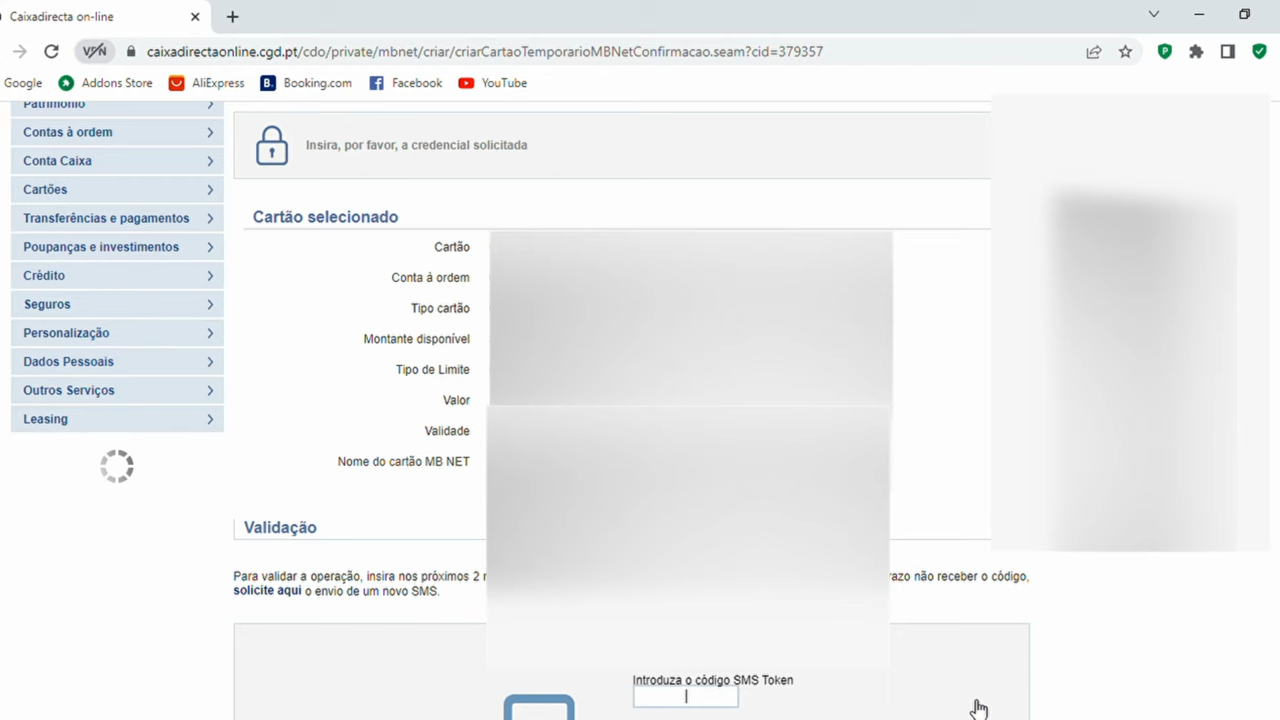 Caixadirecta on-line
VPN
caixadirectaonline.cgd.pt/cdo/private/mbnet/criar/criarCartaoTemporarioMBNetConfirmacao.seam?cid=379357
Google Addons Store AliExpress B. Booking.com Facebook YouTube
Património
Contas à ordem
Conta Caixa
Cartões
Transferências e pagamentos
Poupanças e investimentos
Crédito
Seguros
Personalização
Dados Pessoais
Outros Serviços
Leasing
Insira, por favor, a credencial solicitada
Cartão selecionado
Cartão
Conta à ordem
Tipo cartão
Montante disponível
Tipo de Limite
Valor
Validade
Nome do cartão MB NET
Validação
Para validar a operação, insira nos próximos 2 não receber o código,
solicite aqui o envio de um novo SMS.
Introduza o código SMS Token